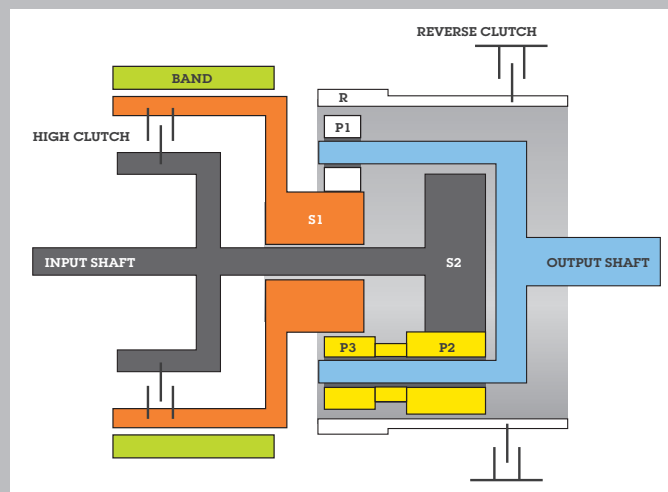 REVERSE CLUTCH
BAND
R
P1
HIGH CLUTCH
S1
INPUT SHAFT
S2
OUTPUT SHAFT
P3
P2